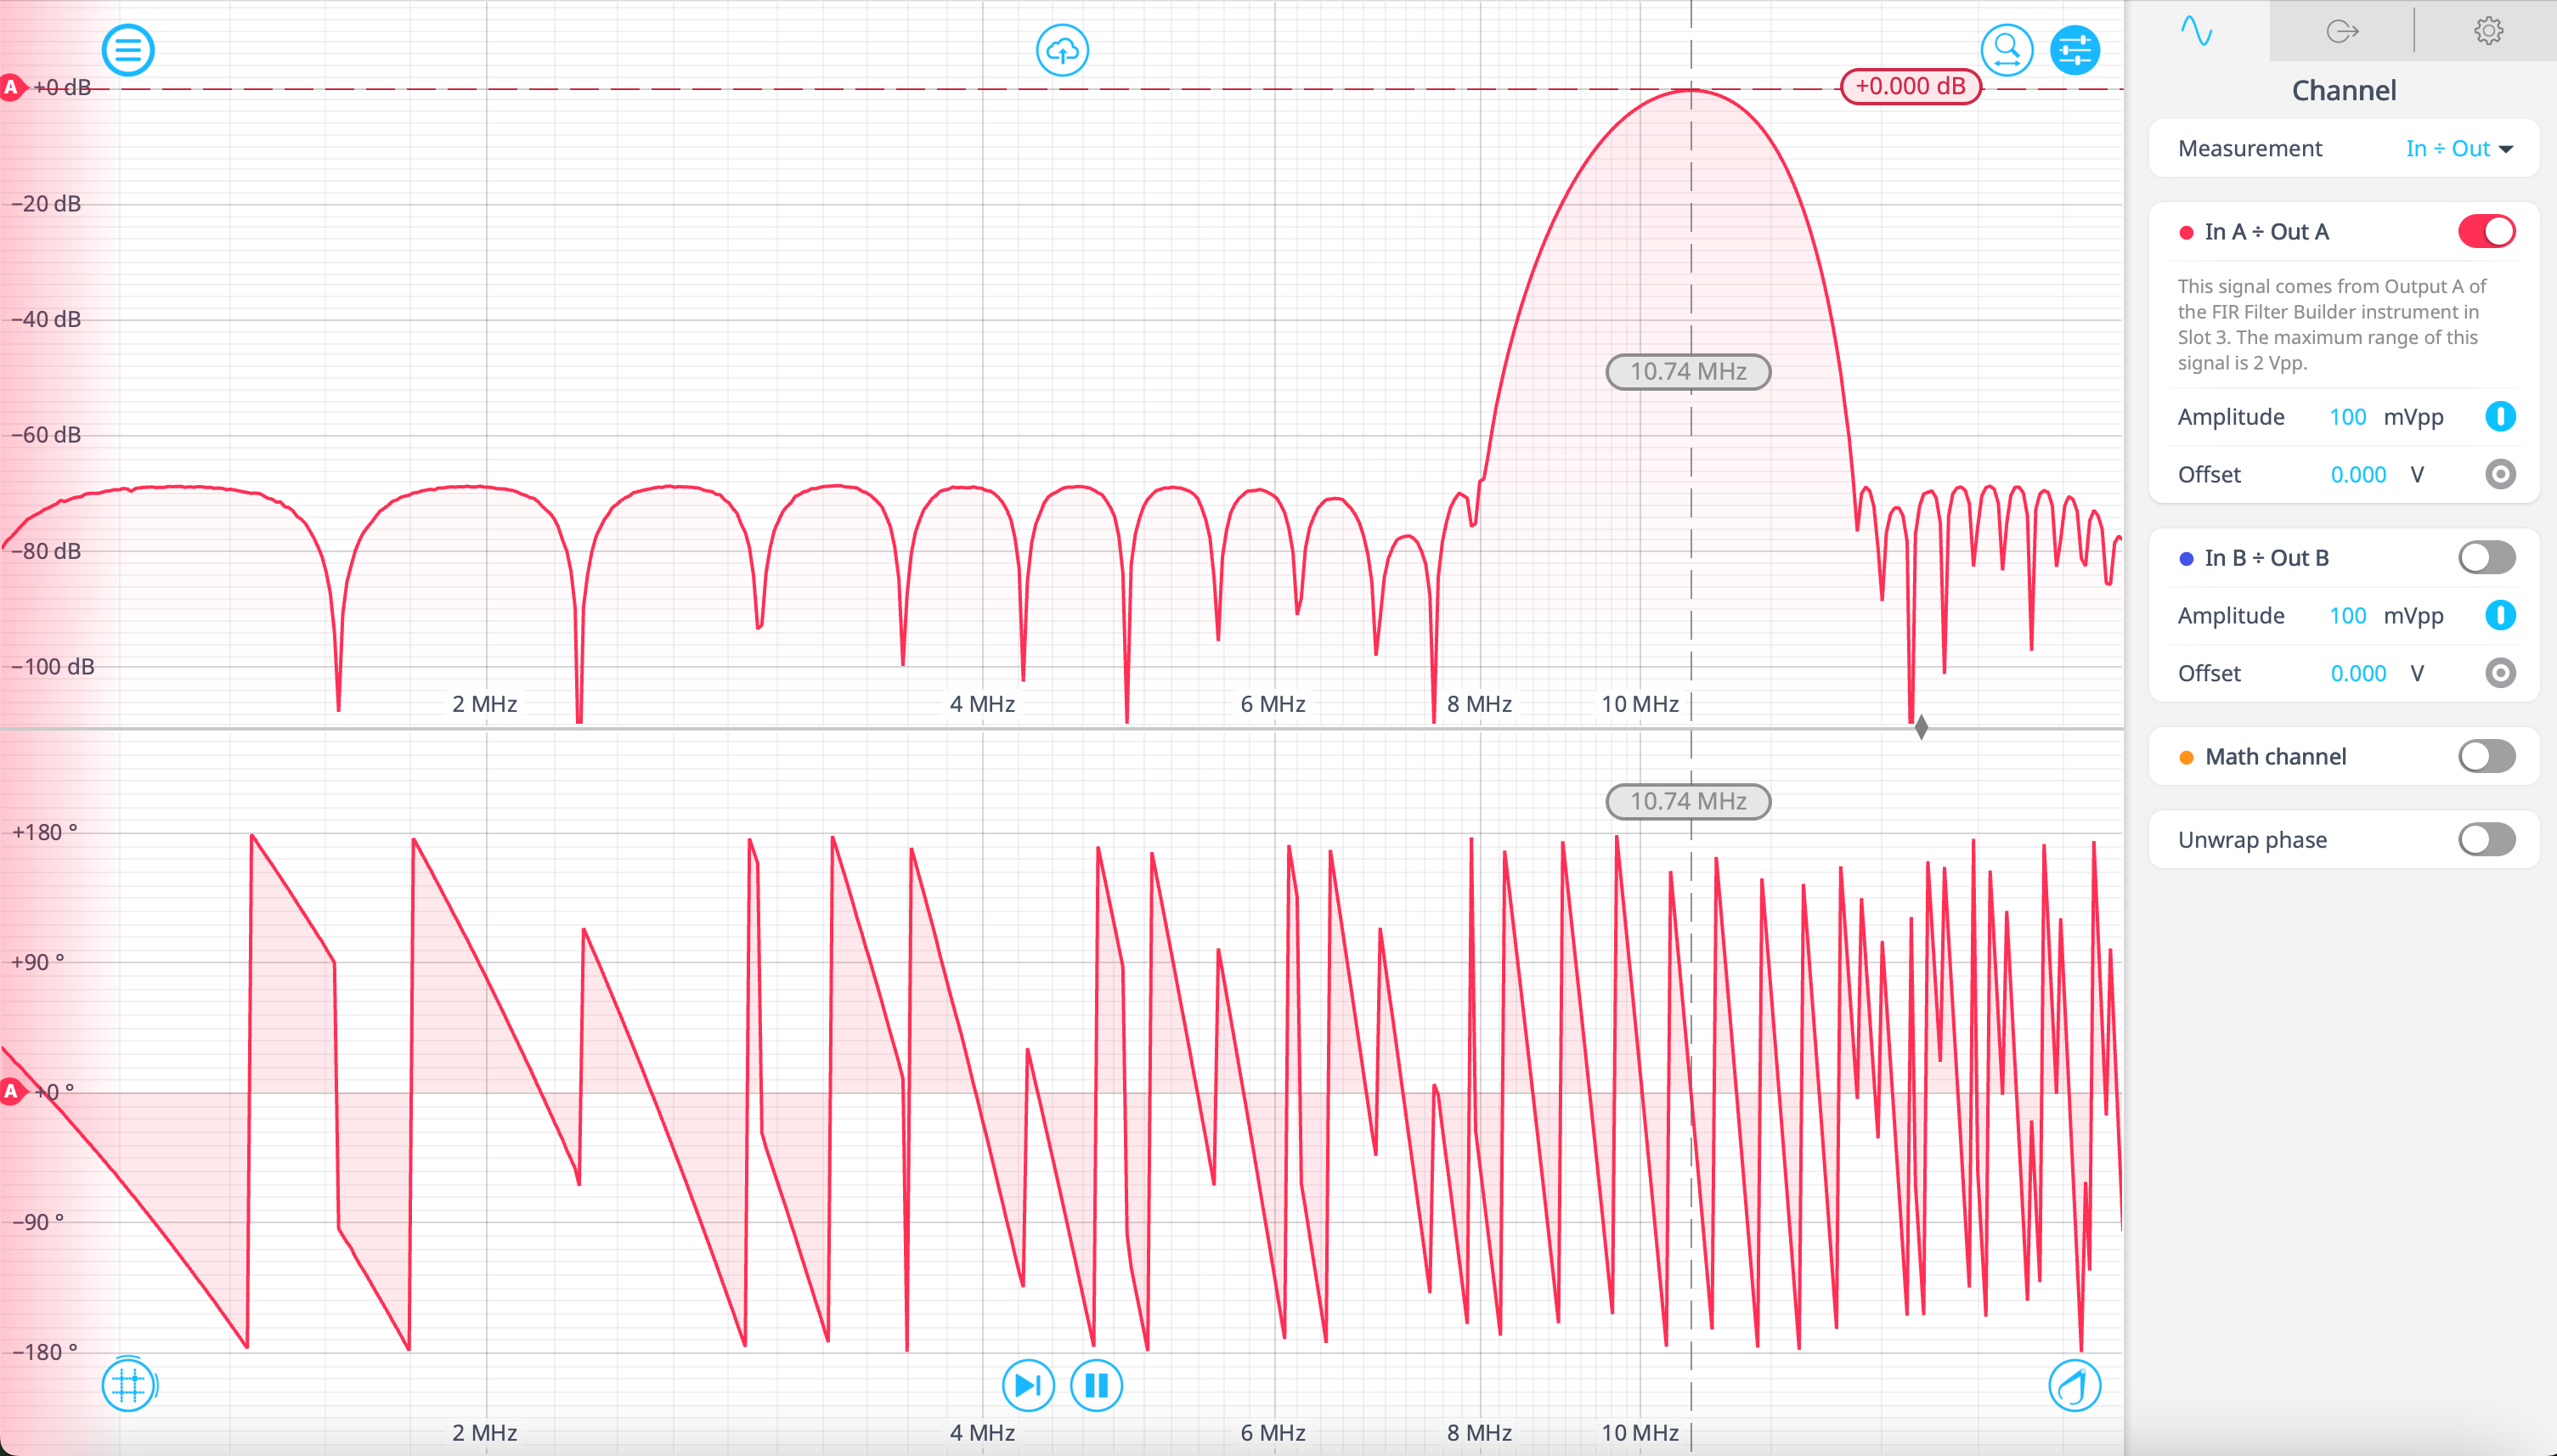 A
+0 dB
+0.000 dB
−20 dB
−40 dB
10.74 MHz
−60 dB
−80 dB
−100 dB
2 MHz
4 MHz
6 MHz
8 MHz
10 MHz
10.74 MHz
+180 °
+90 °
A
+0 °
−90 °
−180 °
2 MHz
4 MHz
6 MHz
8 MHz
10 MHz
Channel
Measurement In ÷ Out
In A ÷ Out A
This signal comes from Output A of
the FIR Filter Builder instrument in
Slot 3. The maximum range of this
signal is 2 Vpp.
Amplitude 100 mVpp
Offset 0.000 V
In B ÷ Out B
Amplitude 100 mVpp
Offset 0.000 V
Math channel
Unwrap phase